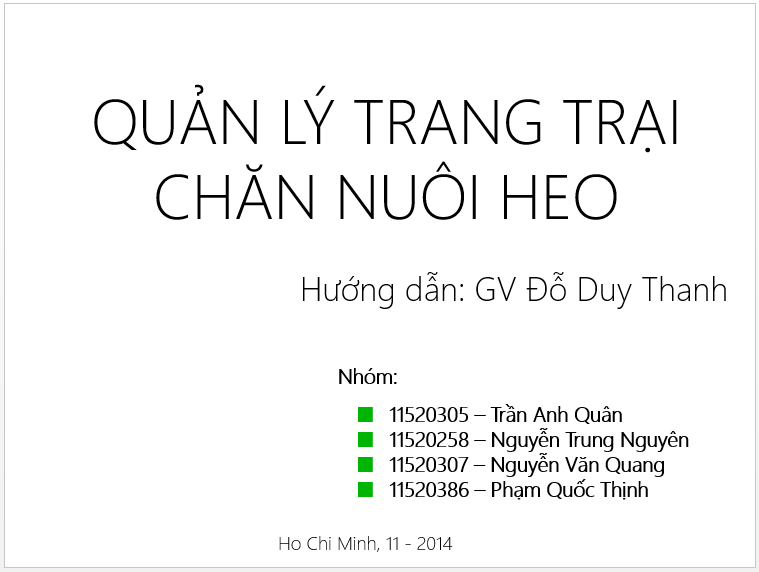 QUẢN LÝ TRANG TRẠI
CHĂN NUÔI HEO
Hướng dẫn: GV Đỗ Duy Thanh
Nhóm:
11520305 – Trần Anh Quân
11520258 – Nguyễn Trung Nguyên
11520307 – Nguyễn Văn Quang
11520386 – Phạm Quốc Thịnh
Ho Chi Minh, 11 - 2014